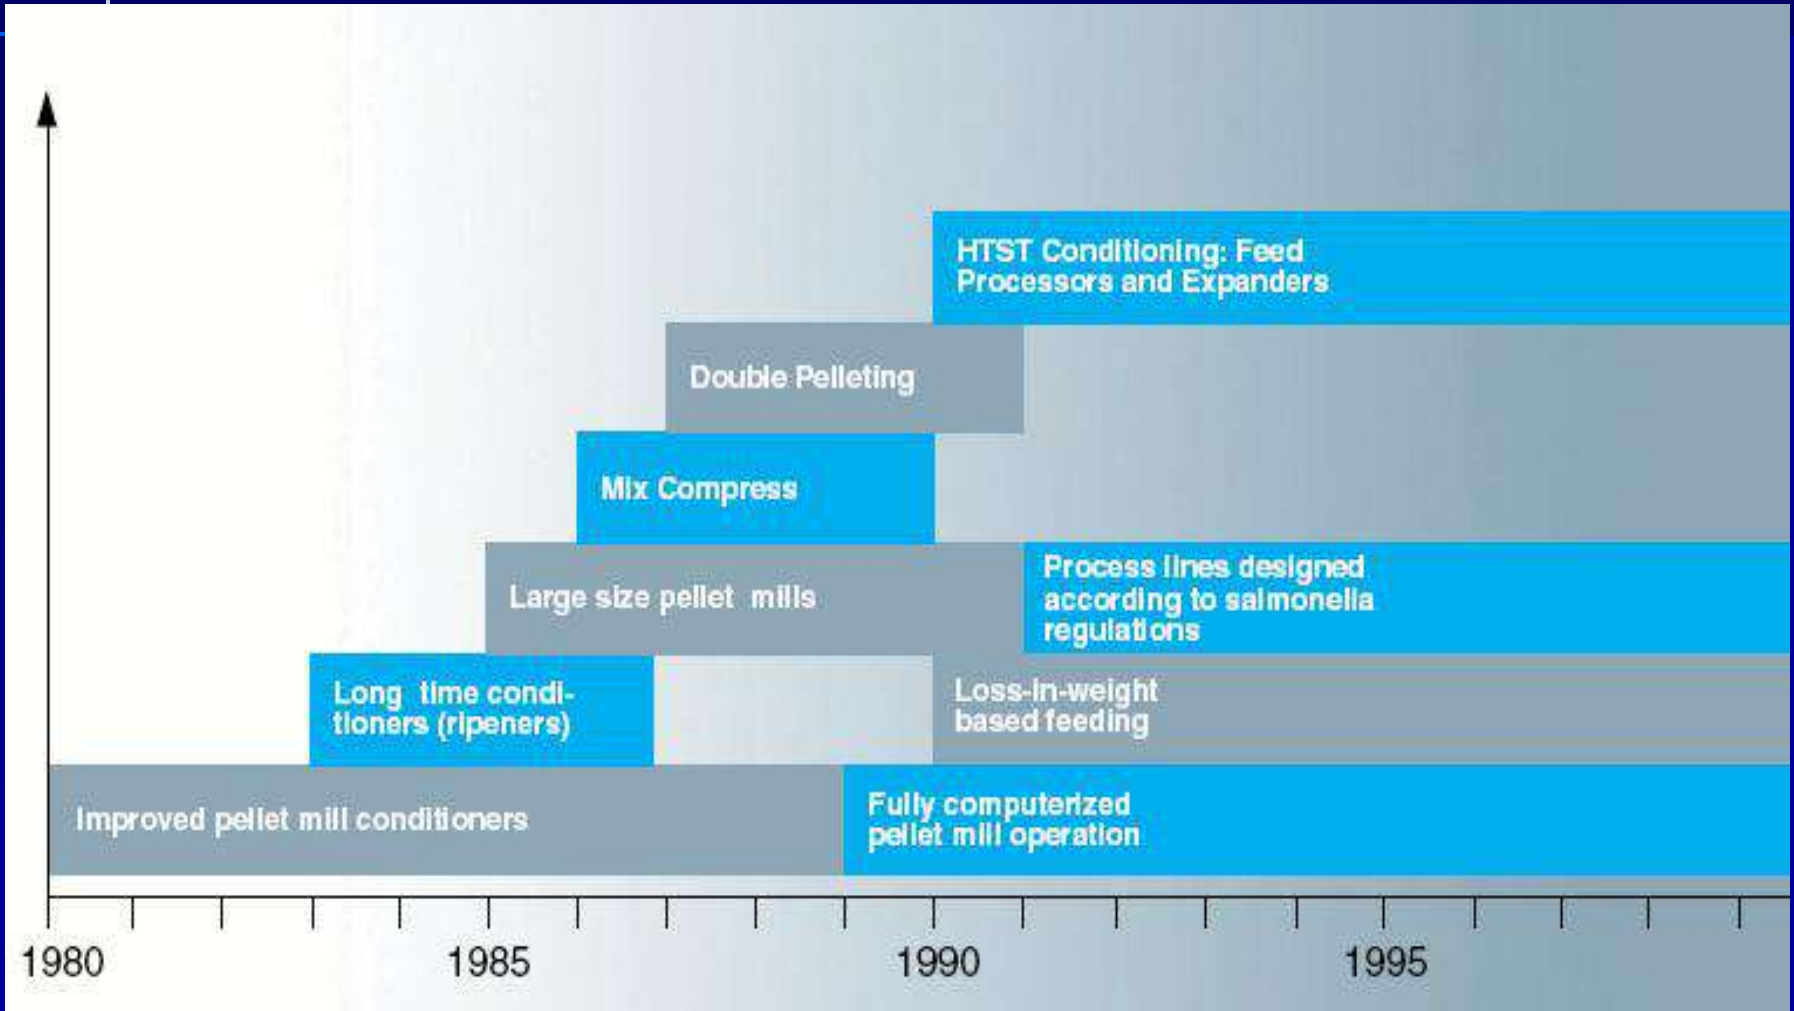 HTST Conditioning: Feed
Processors and Expanders
Double Pelleting
Mix Compress
Large size pellet mills
Process lines designed
according to salmonella
regulations
Long time condi-
tioners (ripeners)
Loss-in-weight
based feeding
Improved pellet mill conditioners
Fully computerized
pellet mill operation
1980 1985 1990 1995